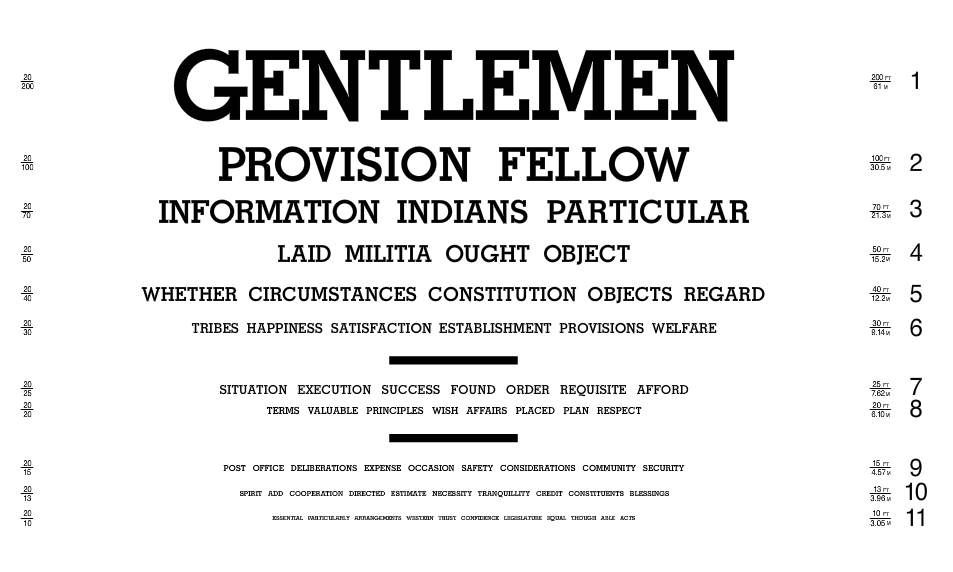 20/200 GENTLEMEN 200 FT/61 M 1
20/100 PROVISION FELLOW 100 FT/30.5 M 2
20/70 INFORMATION INDIANS PARTICULAR 70 FT/21.3 M 3
20/50 LAID MILITIA OUGHT OBJECT 50 FT/15.2 M 4
20/40 WHETHER CIRCUMSTANCES CONSTITUTION OBJECTS REGARD 40 FT/12.2 M 5
20/30 TRIBES HAPPINESS SATISFACTION ESTABLISHMENT PROVISIONS WELFARE 30 FT/9.14 M 6
20/25 SITUATION EXECUTION SUCCESS FOUND ORDER REQUISITE AFFORD 25 FT/7.62 M 7
20/20 TERMS VALUABLE PRINCIPLES WISH AFFAIRS PLACED PLAN RESPECT 20 FT/6.10 M 8
20/15 POST OFFICE DELIBERATIONS EXPENSE OCCASION SAFETY CONSIDERATIONS COMMUNITY SECURITY 15 FT/4.57 M 9
20/13 SPIRIT ADD COOPERATION DIRECTED ESTIMATE NECESSITY TRANQUILLITY CREDIT CONSTITUENTS BLESSINGS 13 FT/3.96 M 10
20/10 ESSENTIAL PARTICULARLY ARRANGEMENTS WESTERN TRUST CONFIDENCE LEGISLATURE EQUAL THOUGH ABLE ACTS 10 FT/3.05 M 11